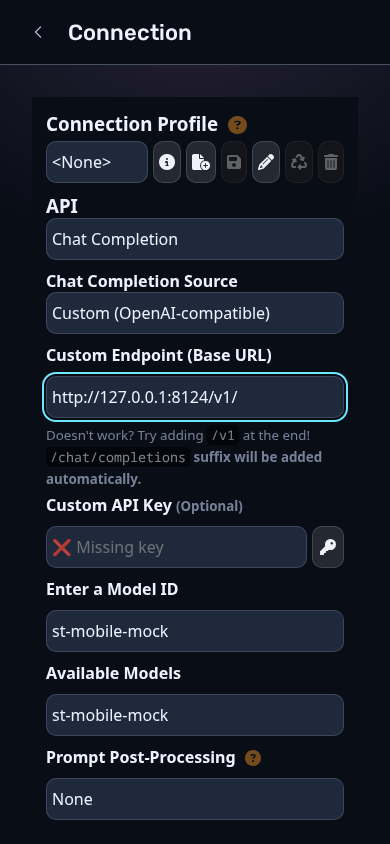 Connection
Connection Profile ?
<None>
API
Chat Completion
Chat Completion Source
Custom (OpenAI-compatible)
Custom Endpoint (Base URL)
http://127.0.0.1:8124/v1/
Doesn't work? Try adding /v1 at the end!
/chat/completions suffix will be added
automatically.
Custom API Key (Optional)
❌ Missing key
Enter a Model ID
st-mobile-mock
Available Models
st-mobile-mock
Prompt Post-Processing ?
None